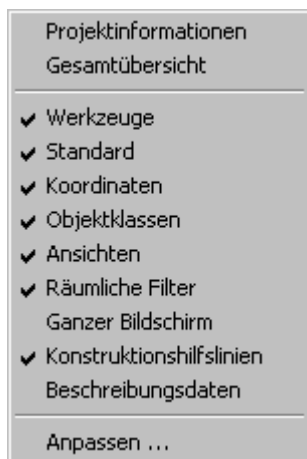 Projektinformationen
Gesamtübersicht
Werkzeuge
Standard
Koordinaten
Objektklassen
Ansichten
Räumliche Filter
Ganzer Bildschirm
Konstruktionshilfslinien
Beschreibungsdaten
Anpassen ...